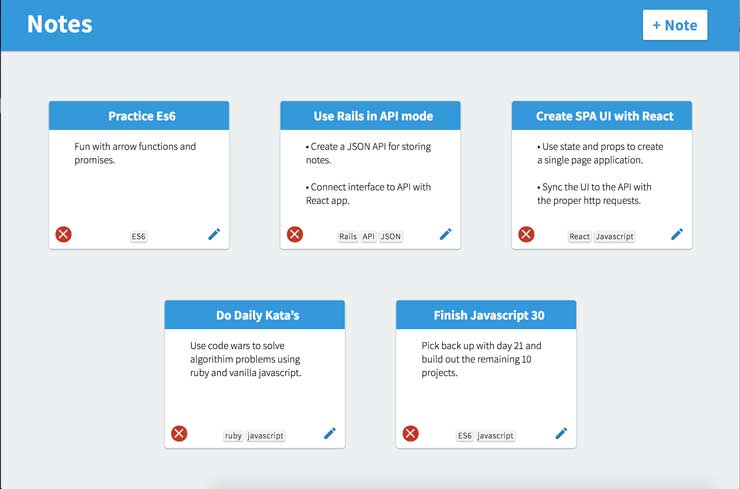 Notes
+ Note
Practice Es6
Fun with arrow functions and
promises.
ES6
Use Rails in API mode
• Create a JSON API for storing
notes.
• Connect interface to API with
React app.
Rails API JSON
Create SPA UI with React
• Use state and props to create
a single page application.
• Sync the UI to the API with
the proper http requests.
React Javascript
Do Daily Kata's
Use code wars to solve
algorithim problems using
ruby and vanilla javascript.
ruby javascript
Finish Javascript 30
Pick back up with day 21 and
build out the remaining 10
projects.
ES6 javascript